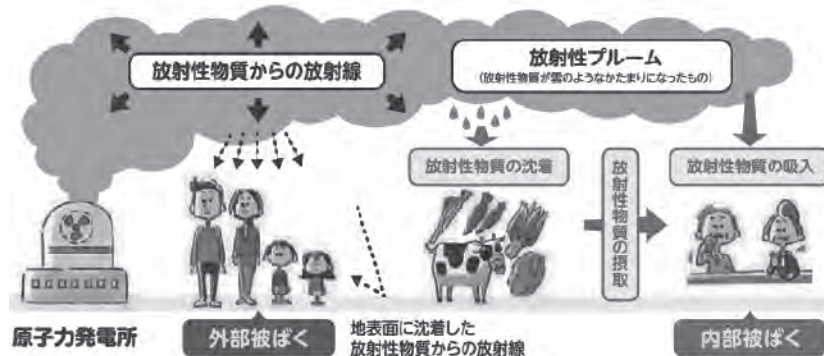 放射性物質からの放射線
放射性プルーム
(放射性物質が雲のようなかたまりになったもの)
放射性物質の沈着
放射性物質の摂取
放射性物質の吸入
原子力発電所
外部被ばく
地表面に沈着した
放射性物質からの放射線
内部被ばく